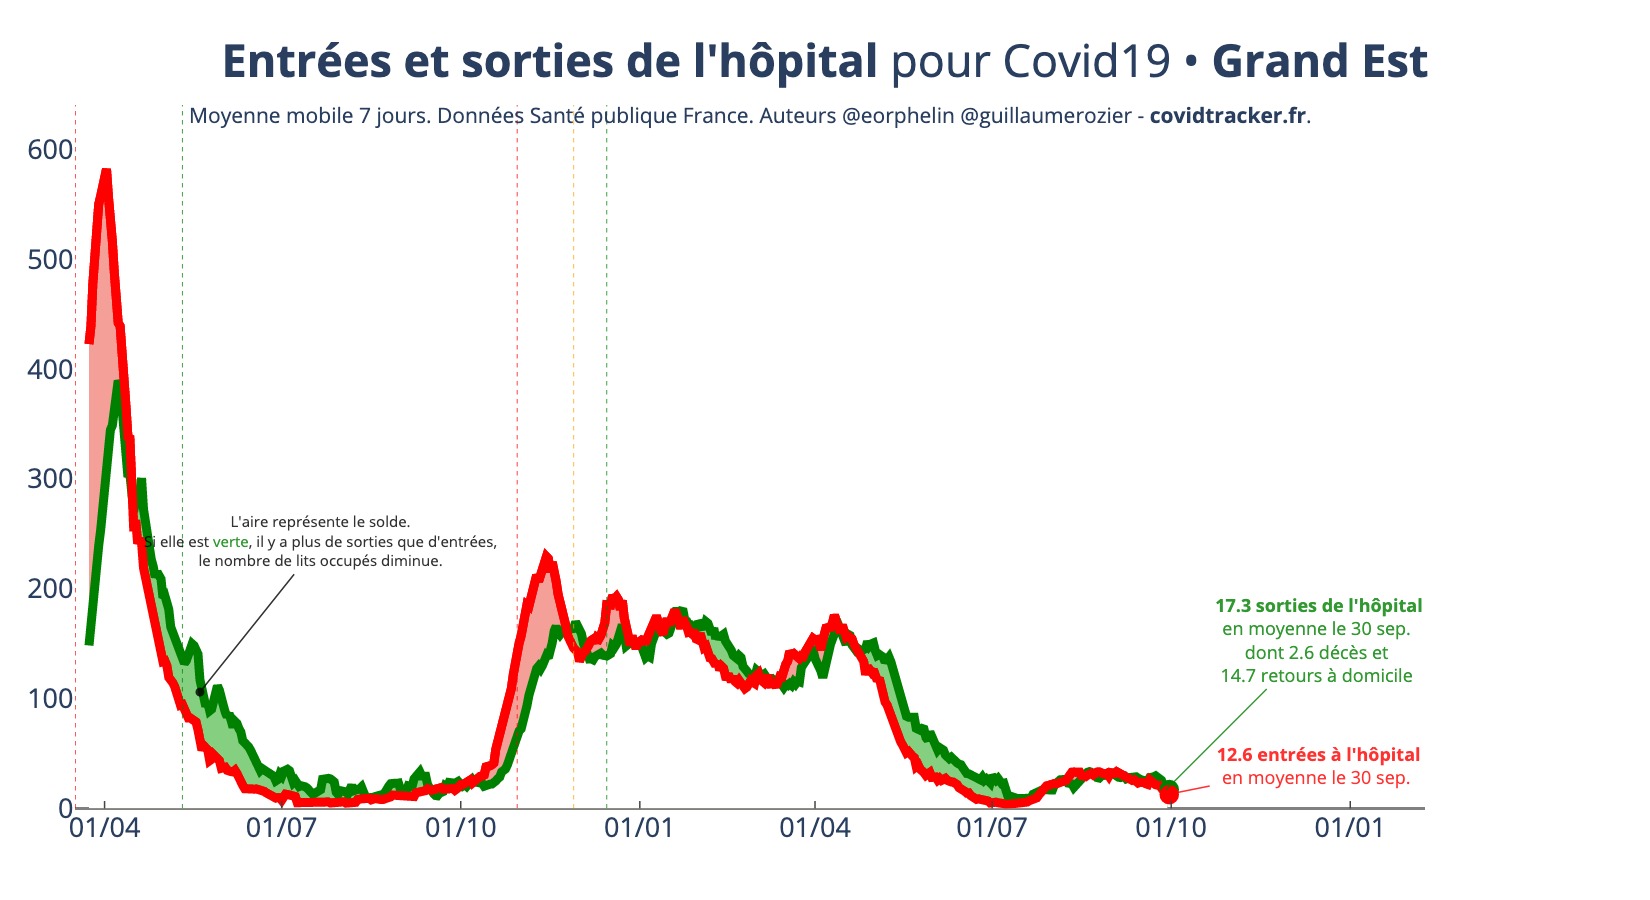 Entrées et sorties de l'hôpital pour Covid19 • Grand Est
Moyenne mobile 7 jours. Données Santé publique France. Auteurs @eorphelin @guillaumerozier - covidtracker.fr.
600
500
400
300
200
100
0
L'aire représente le solde.
Si elle est verte, il y a plus de sorties que d'entrées,
le nombre de lits occupés diminue.
17.3 sorties de l'hôpital
en moyenne le 30 sep.
dont 2.6 décès et
14.7 retours à domicile
12.6 entrées à l'hôpital
en moyenne le 30 sep.
01/04 01/07 01/10 01/01 01/04 01/07 01/10 01/01